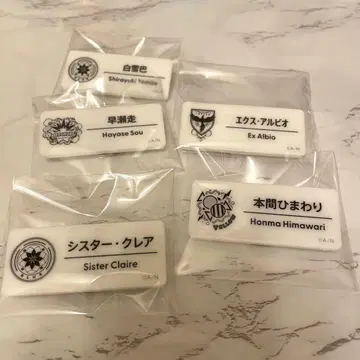 白雪巴
Shirayuki Tomoe
早瀬走
Hayase Sou
エクス・アルビオ
Ex Albio
©A/N
シスター・クレア
Sister Claire
©A/N
本間ひまわり
Honma Himawari
©A/N